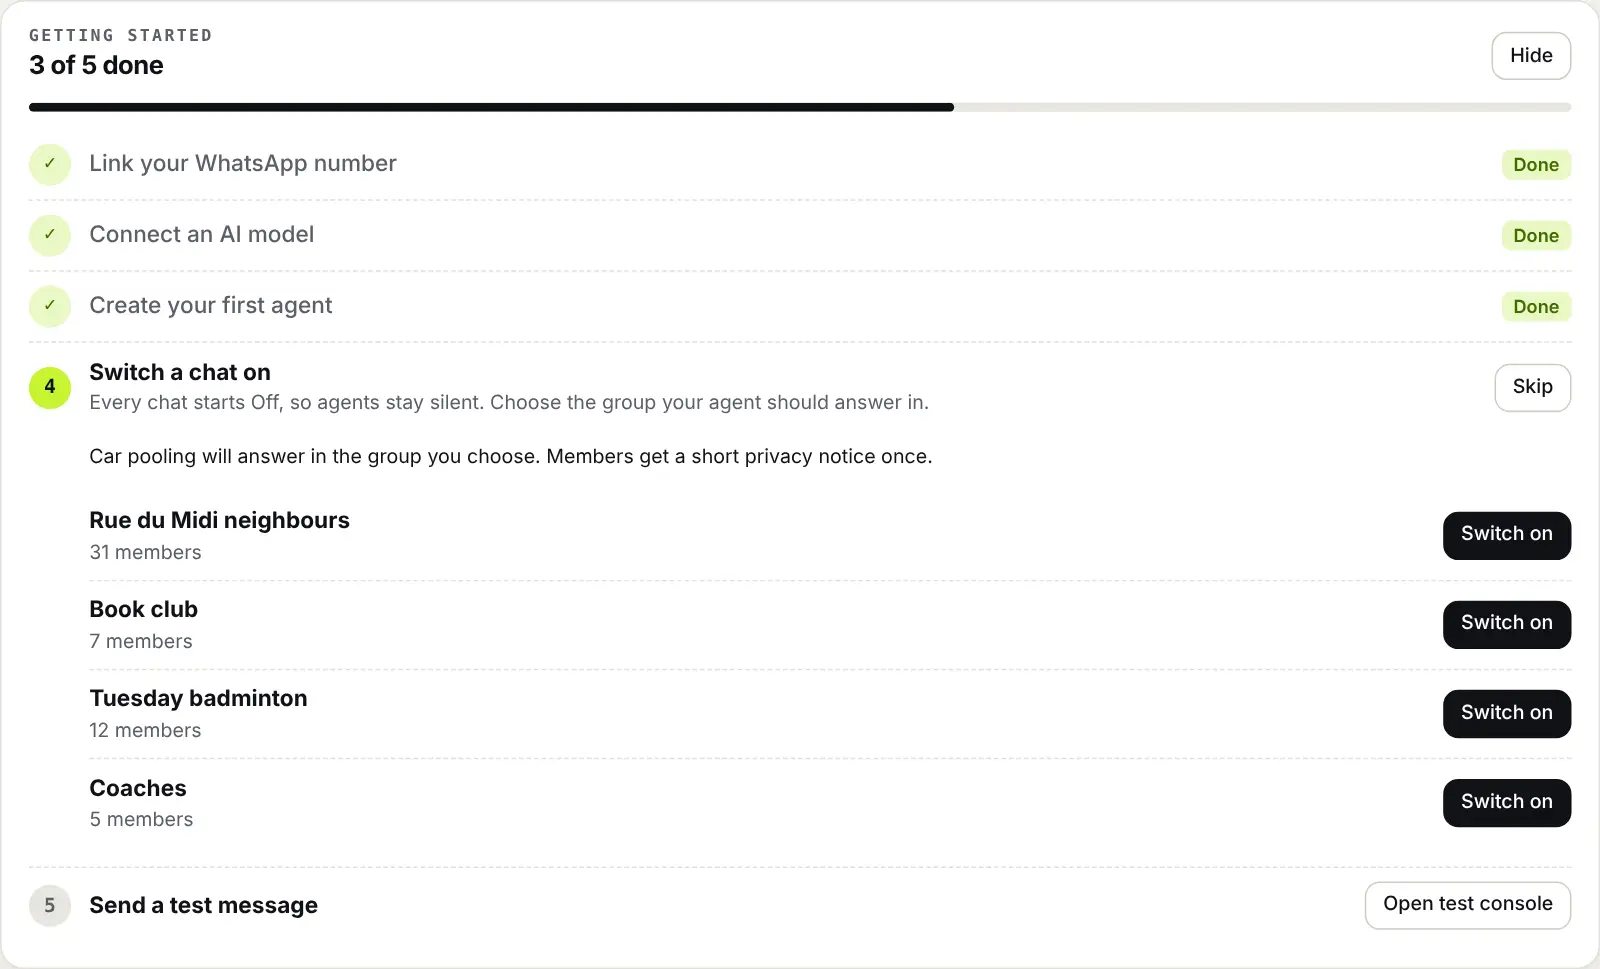 GETTING STARTED
3 of 5 done
Hide
✓ Link your WhatsApp number Done
✓ Connect an AI model Done
✓ Create your first agent Done
4 Switch a chat on
Every chat starts Off, so agents stay silent. Choose the group your agent should answer in.
Skip
Car pooling will answer in the group you choose. Members get a short privacy notice once.
Rue du Midi neighbours
31 members
Switch on
Book club
7 members
Switch on
Tuesday badminton
12 members
Switch on
Coaches
5 members
Switch on
5 Send a test message Open test console